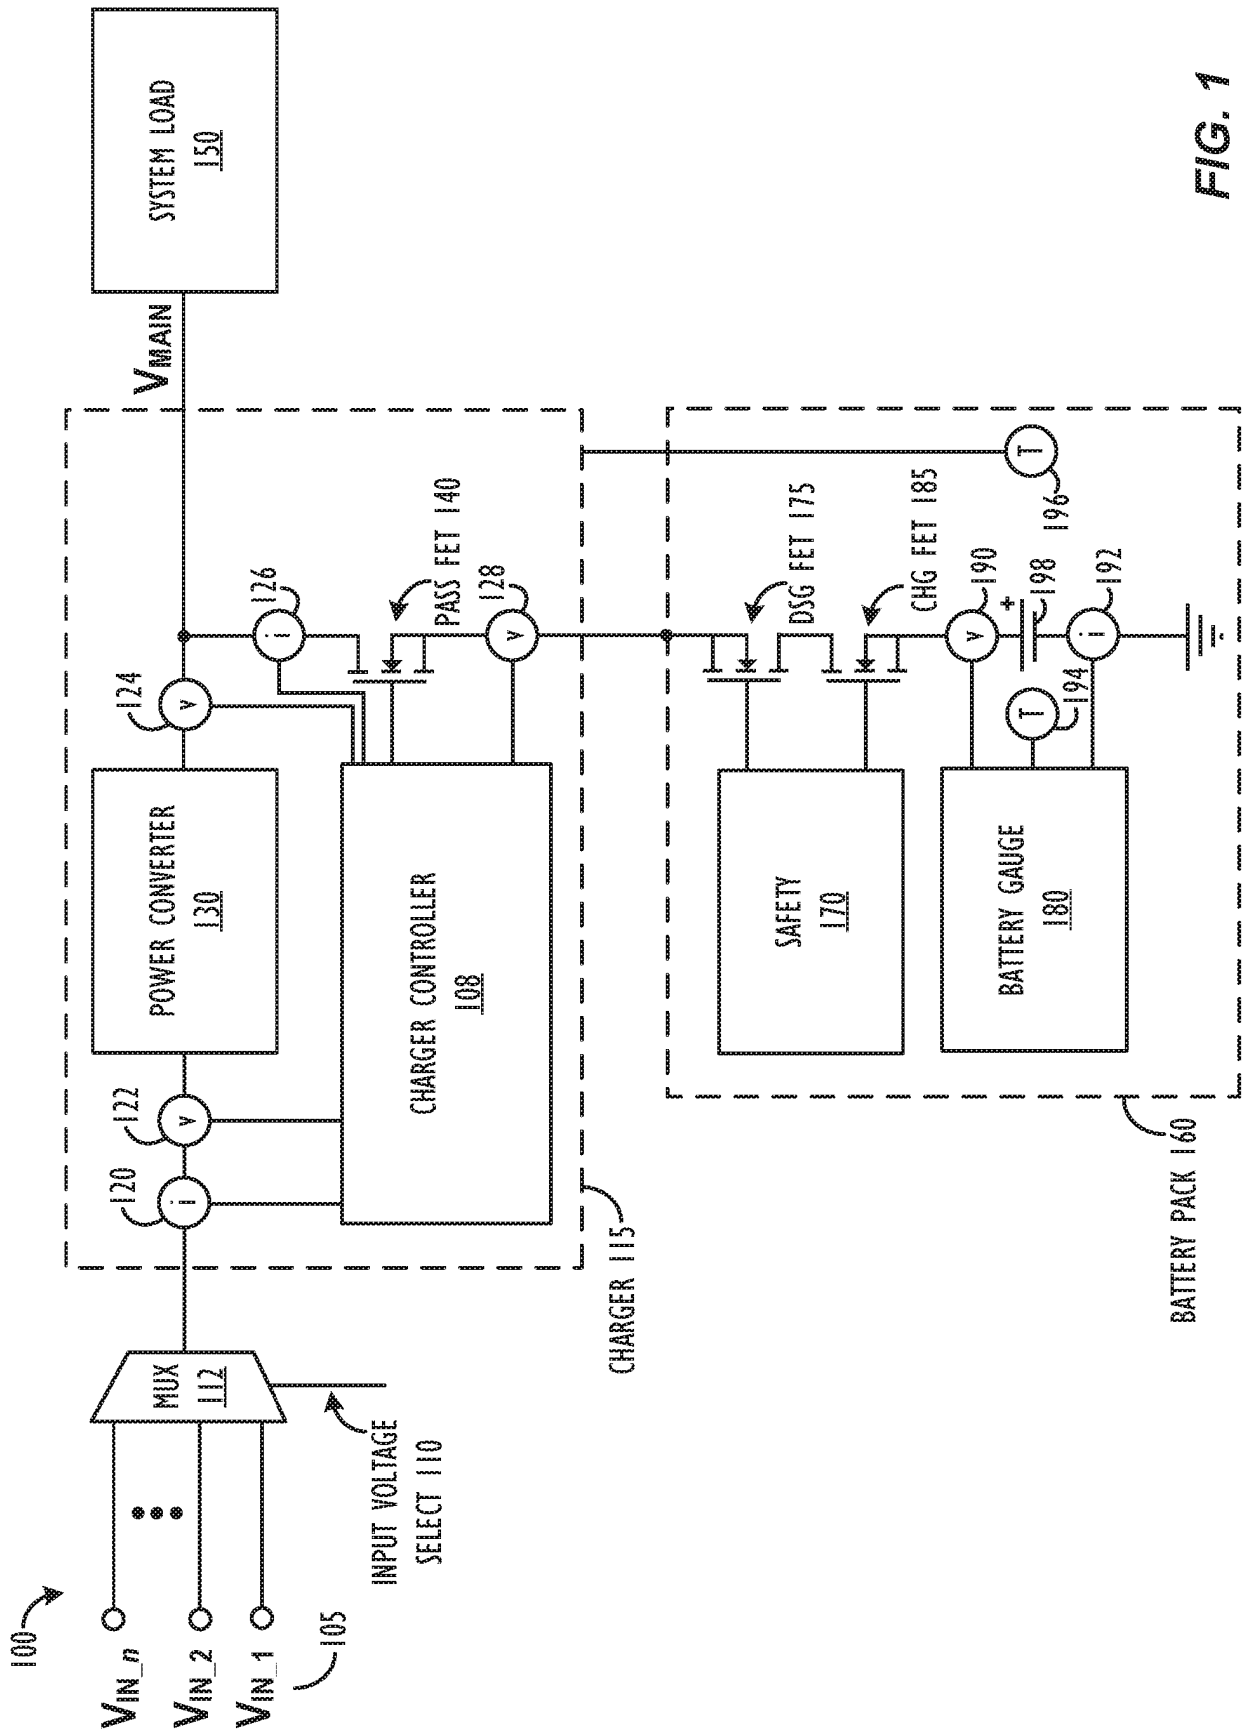 100
VIN_n
VIN_2
VIN_1
105
MUX
112
INPUT VOLTAGE
SELECT 110
120
i
122
v
POWER CONVERTER
130
124
v
VMAIN
SYSTEM LOAD
150
126
i
PASS FET 140
128
v
CHARGER CONTROLLER
108
CHARGER 115
SAFETY
170
DSG FET 175
CHG FET 185
BATTERY GAUGE
180
190
v
+
198
T
194
i
192
T
196
BATTERY PACK 160
FIG. 1